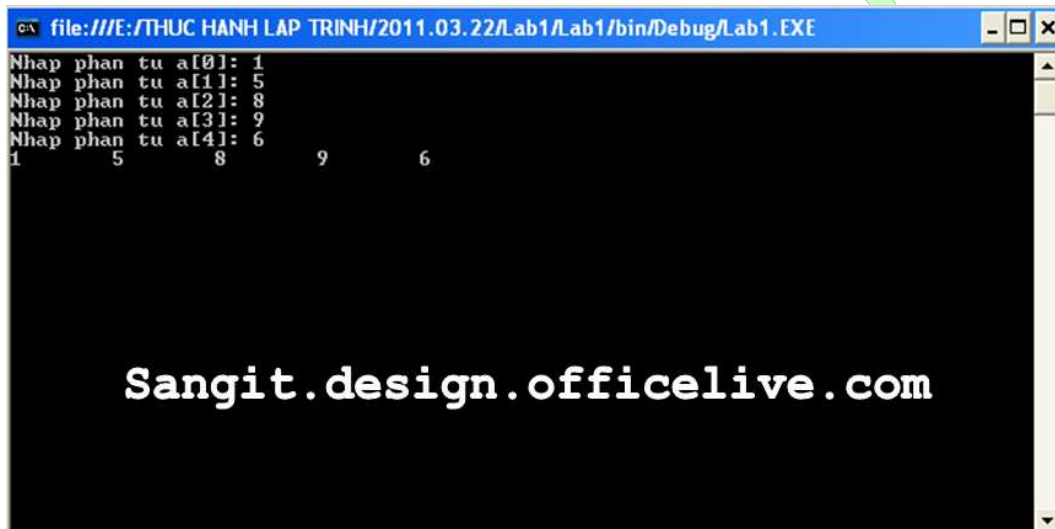 file:///E:/THUC HANH LAP TRINH/2011.03.22/Lab1/Lab1/bin/Debug/Lab1.EXE
Nhap phan tu a[0]: 1
Nhap phan tu a[1]: 5
Nhap phan tu a[2]: 8
Nhap phan tu a[3]: 9
Nhap phan tu a[4]: 6
1 5 8 9 6
Sangit.design.officelive.com